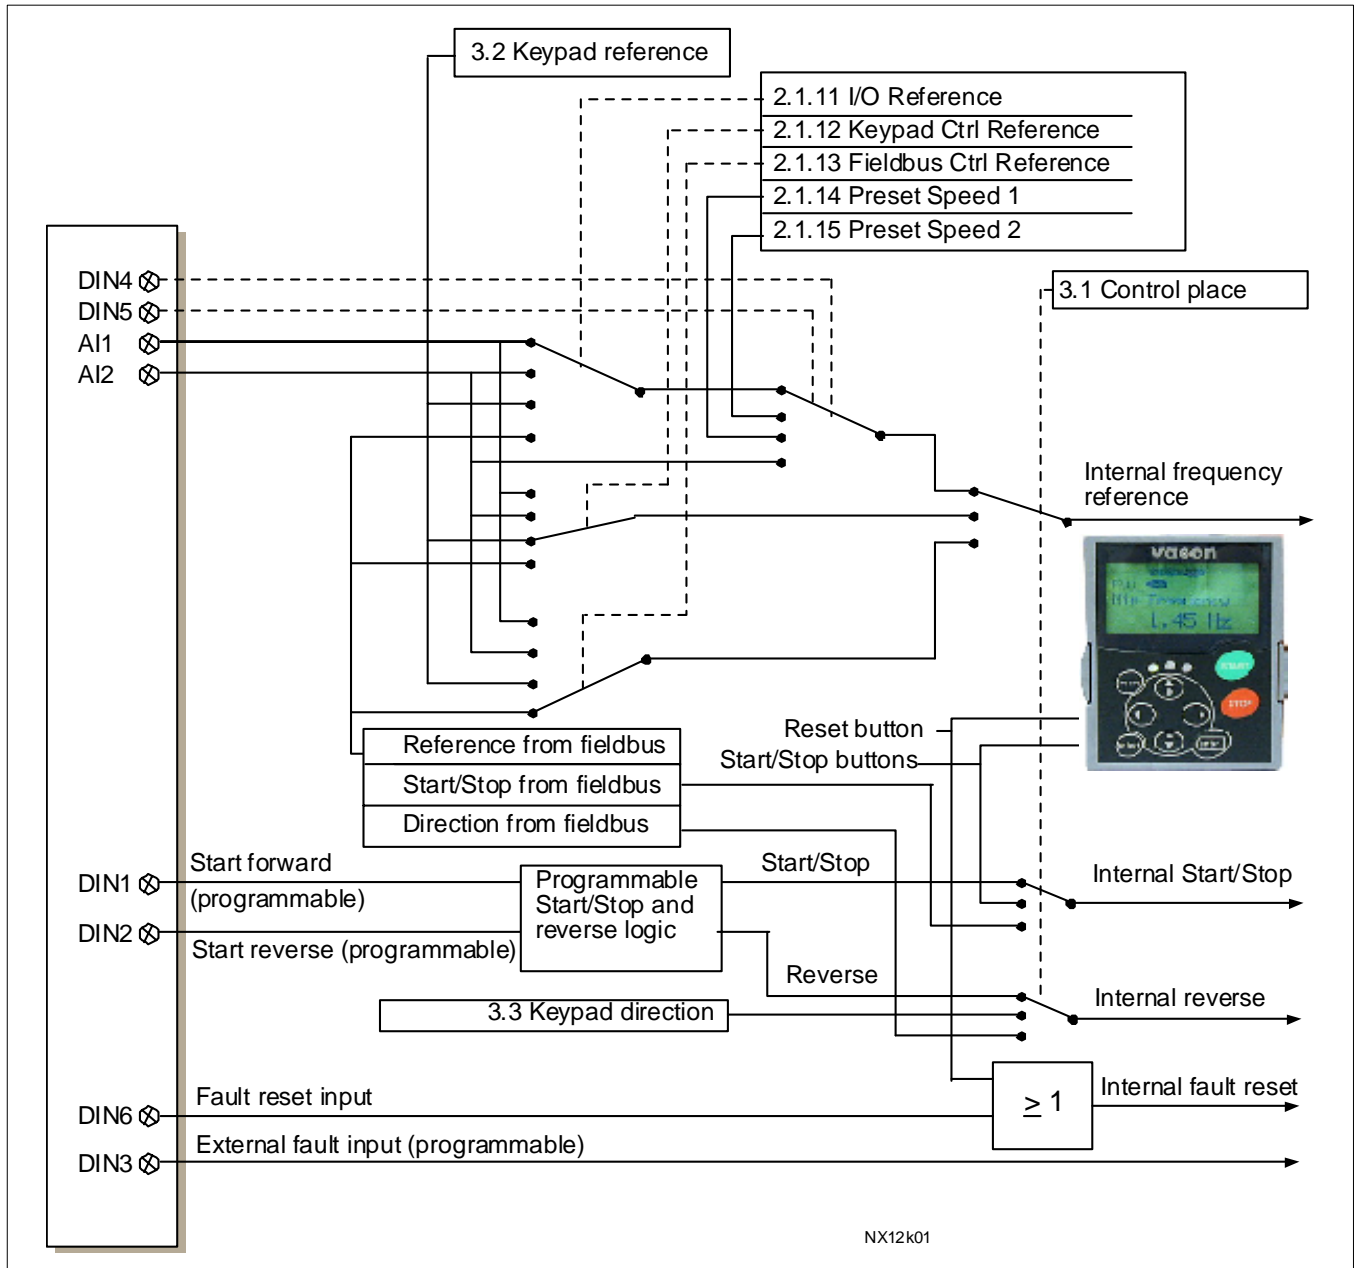 3.2 Keypad reference
2.1.11 I/O Reference
2.1.12 Keypad Ctrl Reference
2.1.13 Fieldbus Ctrl Reference
2.1.14 Preset Speed 1
2.1.15 Preset Speed 2
DIN4
DIN5
AI1
AI2
3.1 Control place
Internal frequency
reference
vacon
1.45 Hz
START
STOP
Reset button
Start/Stop buttons
Reference from fieldbus
Start/Stop from fieldbus
Direction from fieldbus
DIN1
Start forward
(programmable)
DIN2
Start reverse (programmable)
Programmable
Start/Stop and
reverse logic
Start/Stop
Internal Start/Stop
Reverse
3.3 Keypad direction
Internal reverse
DIN6
Fault reset input
≥ 1
Internal fault reset
DIN3
External fault input (programmable)
NX12k01